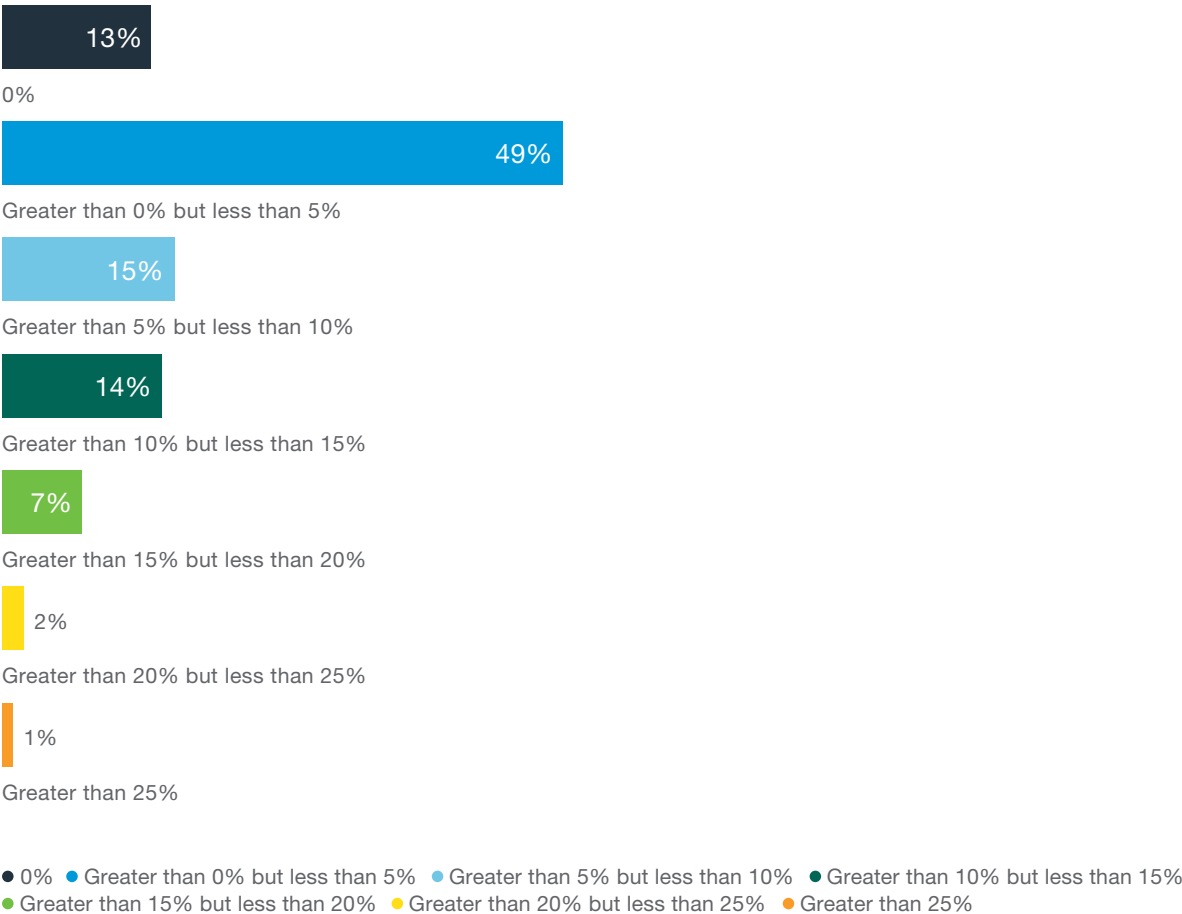 13%
0%
49%
Greater than 0% but less than 5%
15%
Greater than 5% but less than 10%
14%
Greater than 10% but less than 15%
7%
Greater than 15% but less than 20%
2%
Greater than 20% but less than 25%
1%
Greater than 25%
0% Greater than 0% but less than 5% Greater than 5% but less than 10% Greater than 10% but less than 15%
Greater than 15% but less than 20% Greater than 20% but less than 25% Greater than 25%